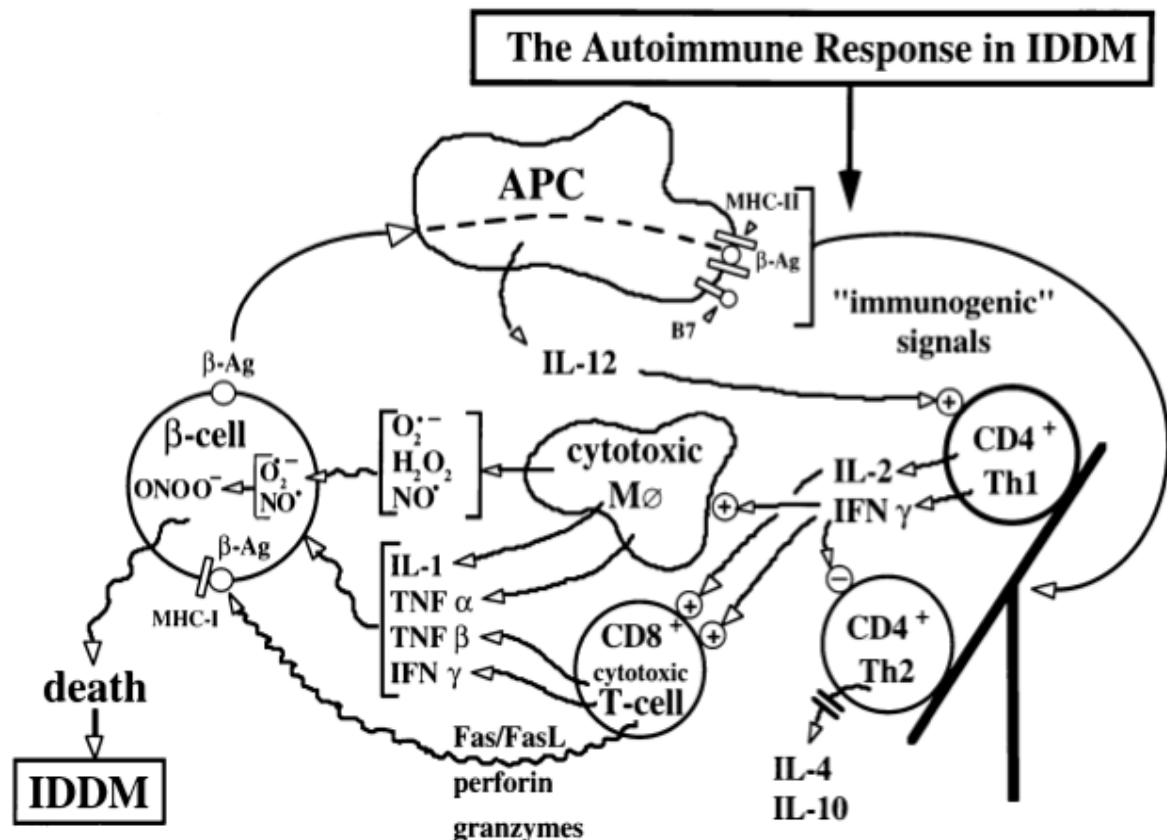 The Autoimmune Response in IDDM
APC
MHC-II
β-Ag
B7
"immunogenic"
signals
IL-12
β-Ag
β-cell
ONOO⁻
O₂•⁻
NO•
β-Ag
MHC-I
O₂•⁻
H₂O₂
NO•
cytotoxic
MØ
+
IL-2
IFN γ
+
CD4 +
Th1
−
CD4 +
Th2
IL-4
IL-10
IL-1
TNF α
TNF β
IFN γ
+
+
CD8 +
cytotoxic
T-cell
Fas/FasL
perforin
granzymes
death
IDDM